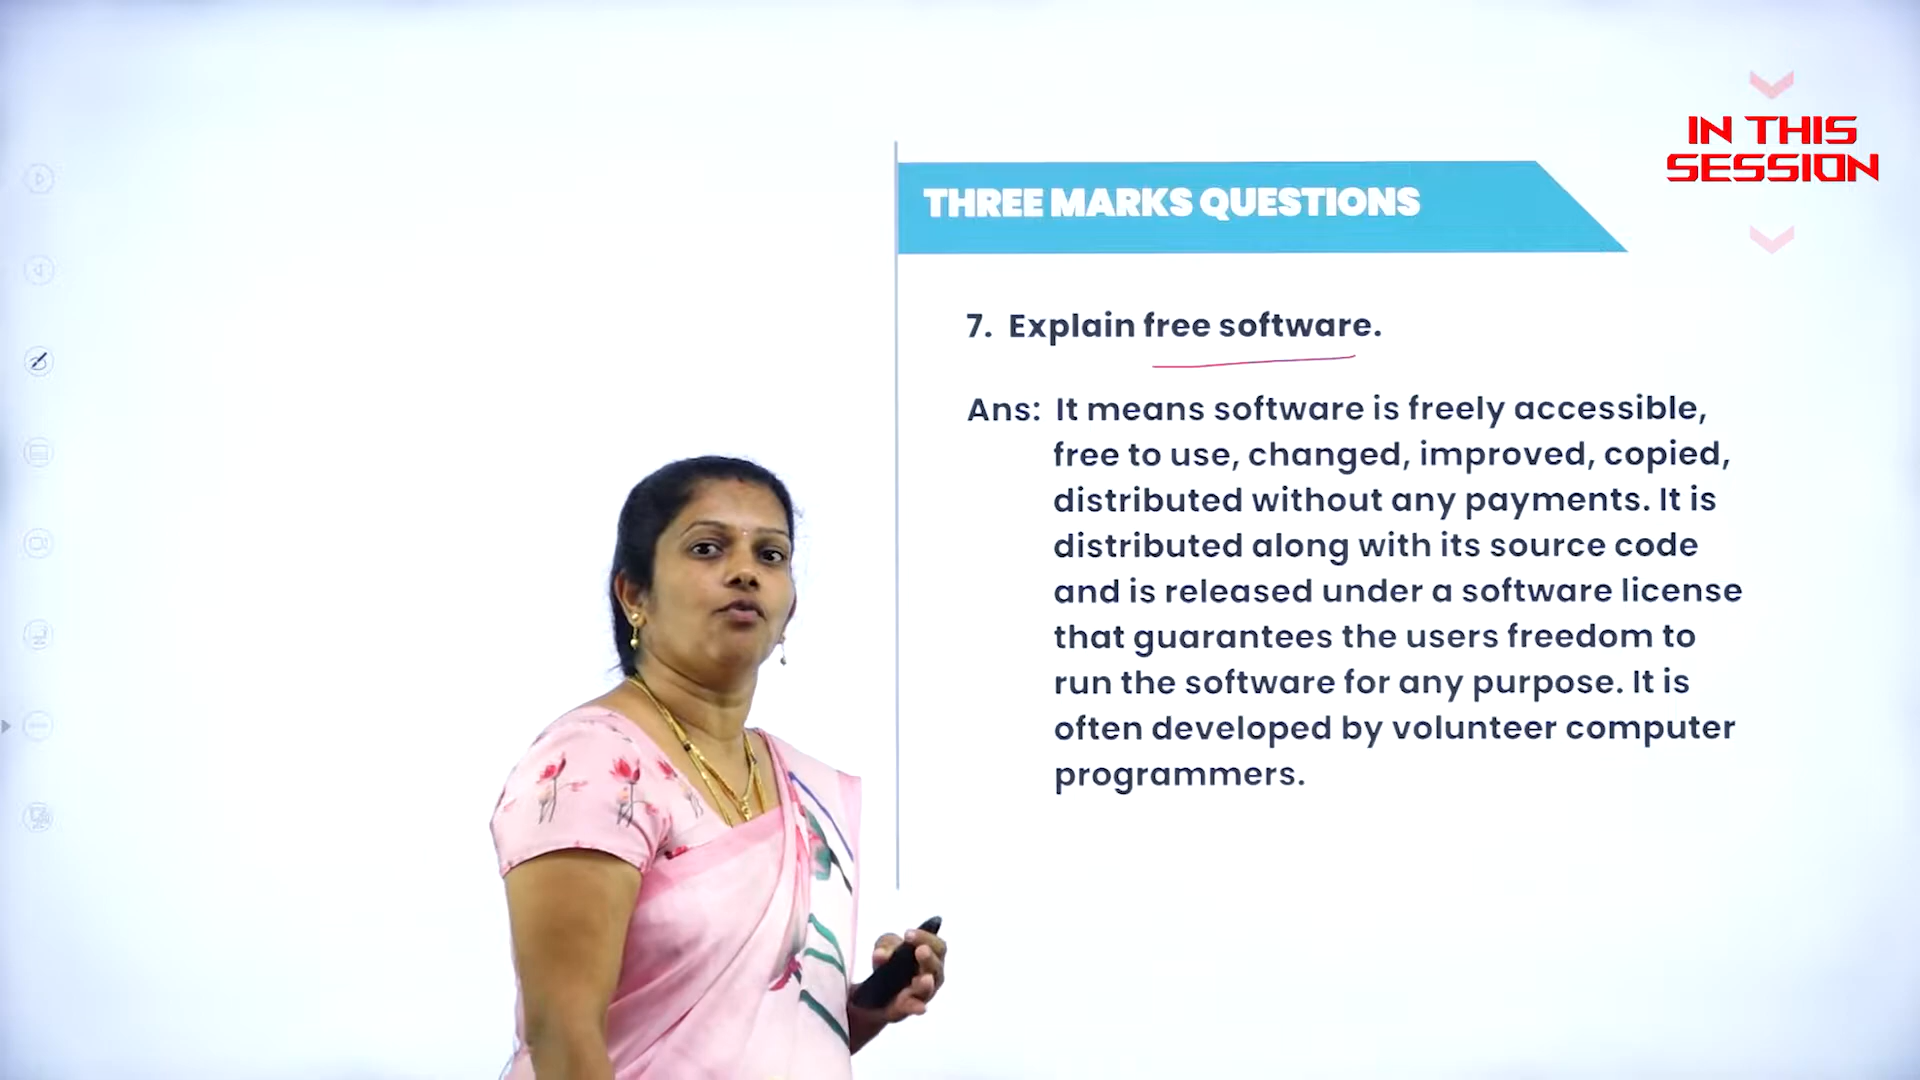 IN THIS
SESSION
THREE MARKS QUESTIONS
7. Explain free software.
Ans: It means software is freely accessible,
free to use, changed, improved, copied,
distributed without any payments. It is
distributed along with its source code
and is released under a software license
that guarantees the users freedom to
run the software for any purpose. It is
often developed by volunteer computer
programmers.